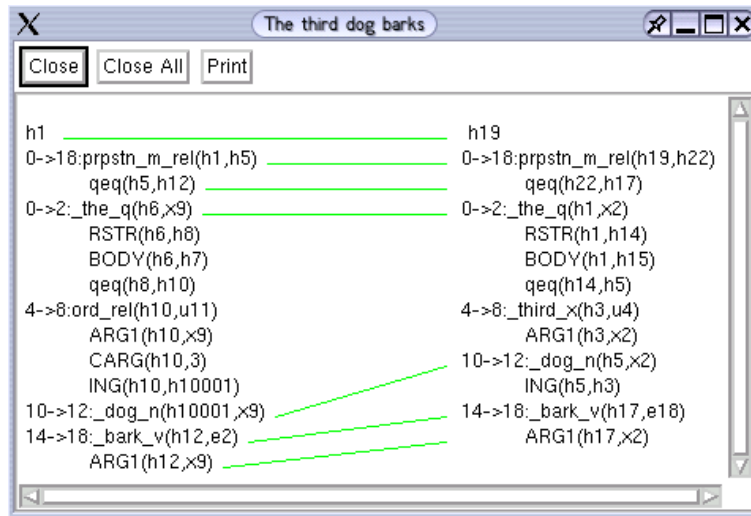 The third dog barks
Close Close All Print
h1 h19
0->18:prpstn_m_rel(h1,h5) 0->18:prpstn_m_rel(h19,h22)
qeq(h5,h12) qeq(h22,h17)
0->2:_the_q(h6,x9) 0->2:_the_q(h1,x2)
RSTR(h6,h8) RSTR(h1,h14)
BODY(h6,h7) BODY(h1,h15)
qeq(h8,h10) qeq(h14,h5)
4->8:ord_rel(h10,u11) 4->8:_third_x(h3,u4)
ARG1(h10,x9) ARG1(h3,x2)
CARG(h10,3) 10->12:_dog_n(h5,x2)
ING(h10,h10001) ING(h5,h3)
10->12:_dog_n(h10001,x9) 14->18:_bark_v(h17,e18)
14->18:_bark_v(h12,e2) ARG1(h17,x2)
ARG1(h12,x9)